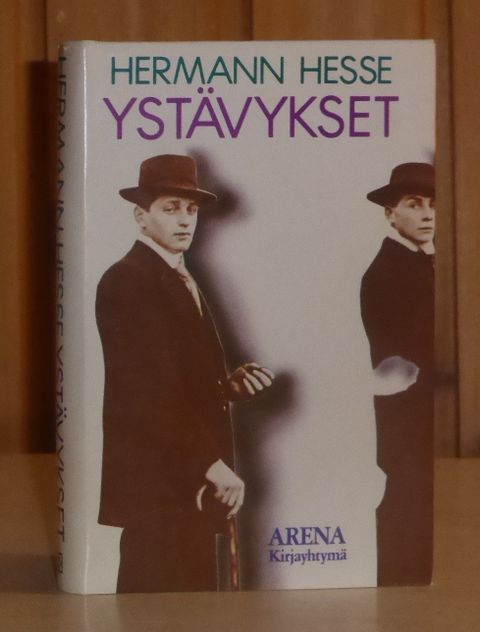 HERMANN HESSE
YSTÄVYKSET
ARENA
Kirjayhtymä
HERMANN HESSE YSTÄVYKSET